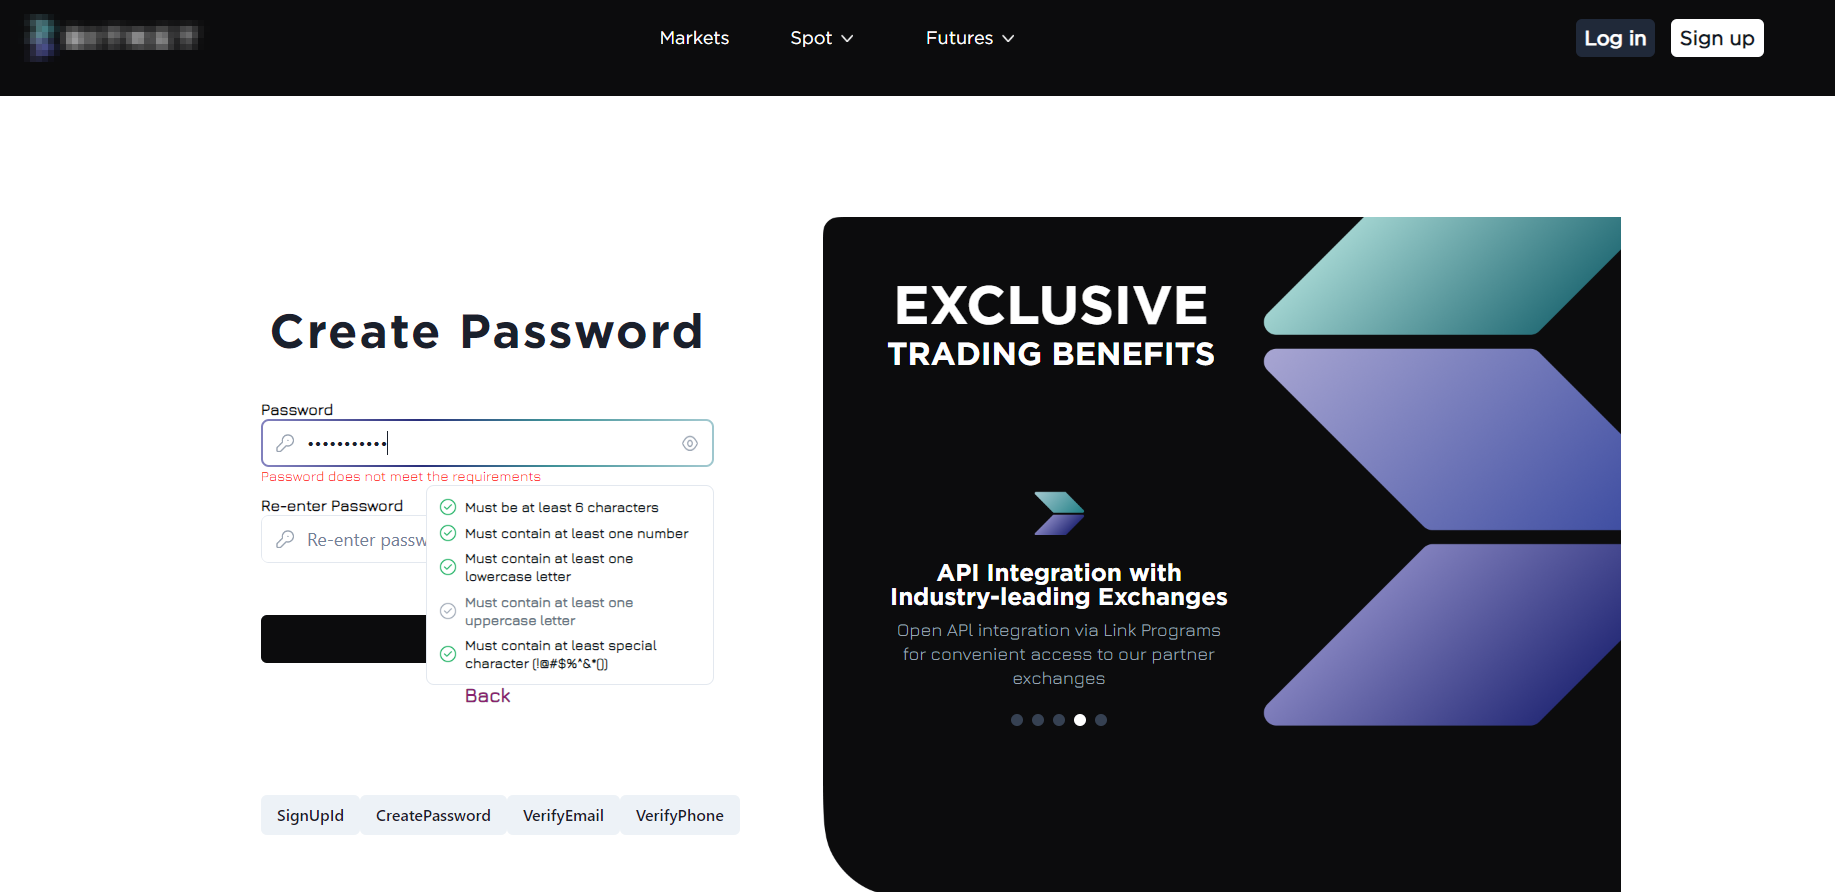 Markets
Spot
Futures
Log in
Sign up
Create Password
Password
•••••••••••
Password does not meet the requirements
Re-enter Password
Re-enter passw
Must be at least 6 characters
Must contain at least one number
Must contain at least one
lowercase letter
Must contain at least one
uppercase letter
Must contain at least special
character (!@#$%^&*())
Back
SignUpId
CreatePassword
VerifyEmail
VerifyPhone
EXCLUSIVE
TRADING BENEFITS
API Integration with
Industry-leading Exchanges
Open API integration via Link Programs
for convenient access to our partner
exchanges